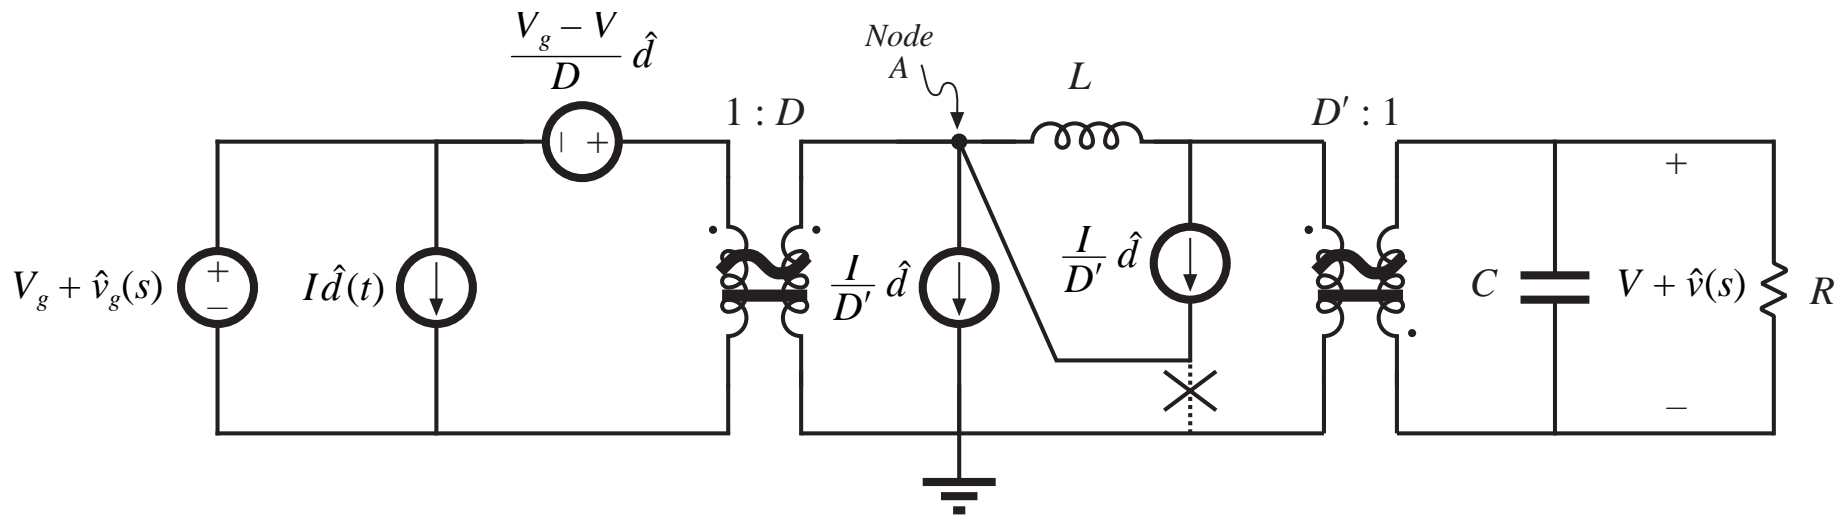 (V_g − V)/D d̂
Node
A
L
1 : D
D′ : 1
V_g + v̂_g(s)
+
−
I d̂(t)
− +
I/D′ d̂
I/D′ d̂
C
+
V + v̂(s)
−
R